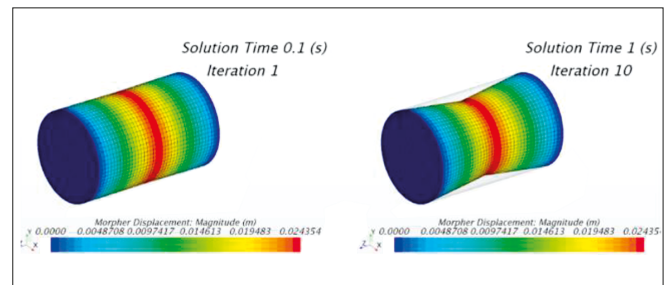 Solution Time 0.1 (s)
Iteration 1
Morpher Displacement: Magnitude (m)
0.0000 0.0048708 0.0097417 0.014613 0.019483 0.024354
X
Solution Time 1 (s)
Iteration 10
Morpher Displacement: Magnitude (m)
0.0000 0.0048708 0.0097417 0.014613 0.019483 0.024354
X